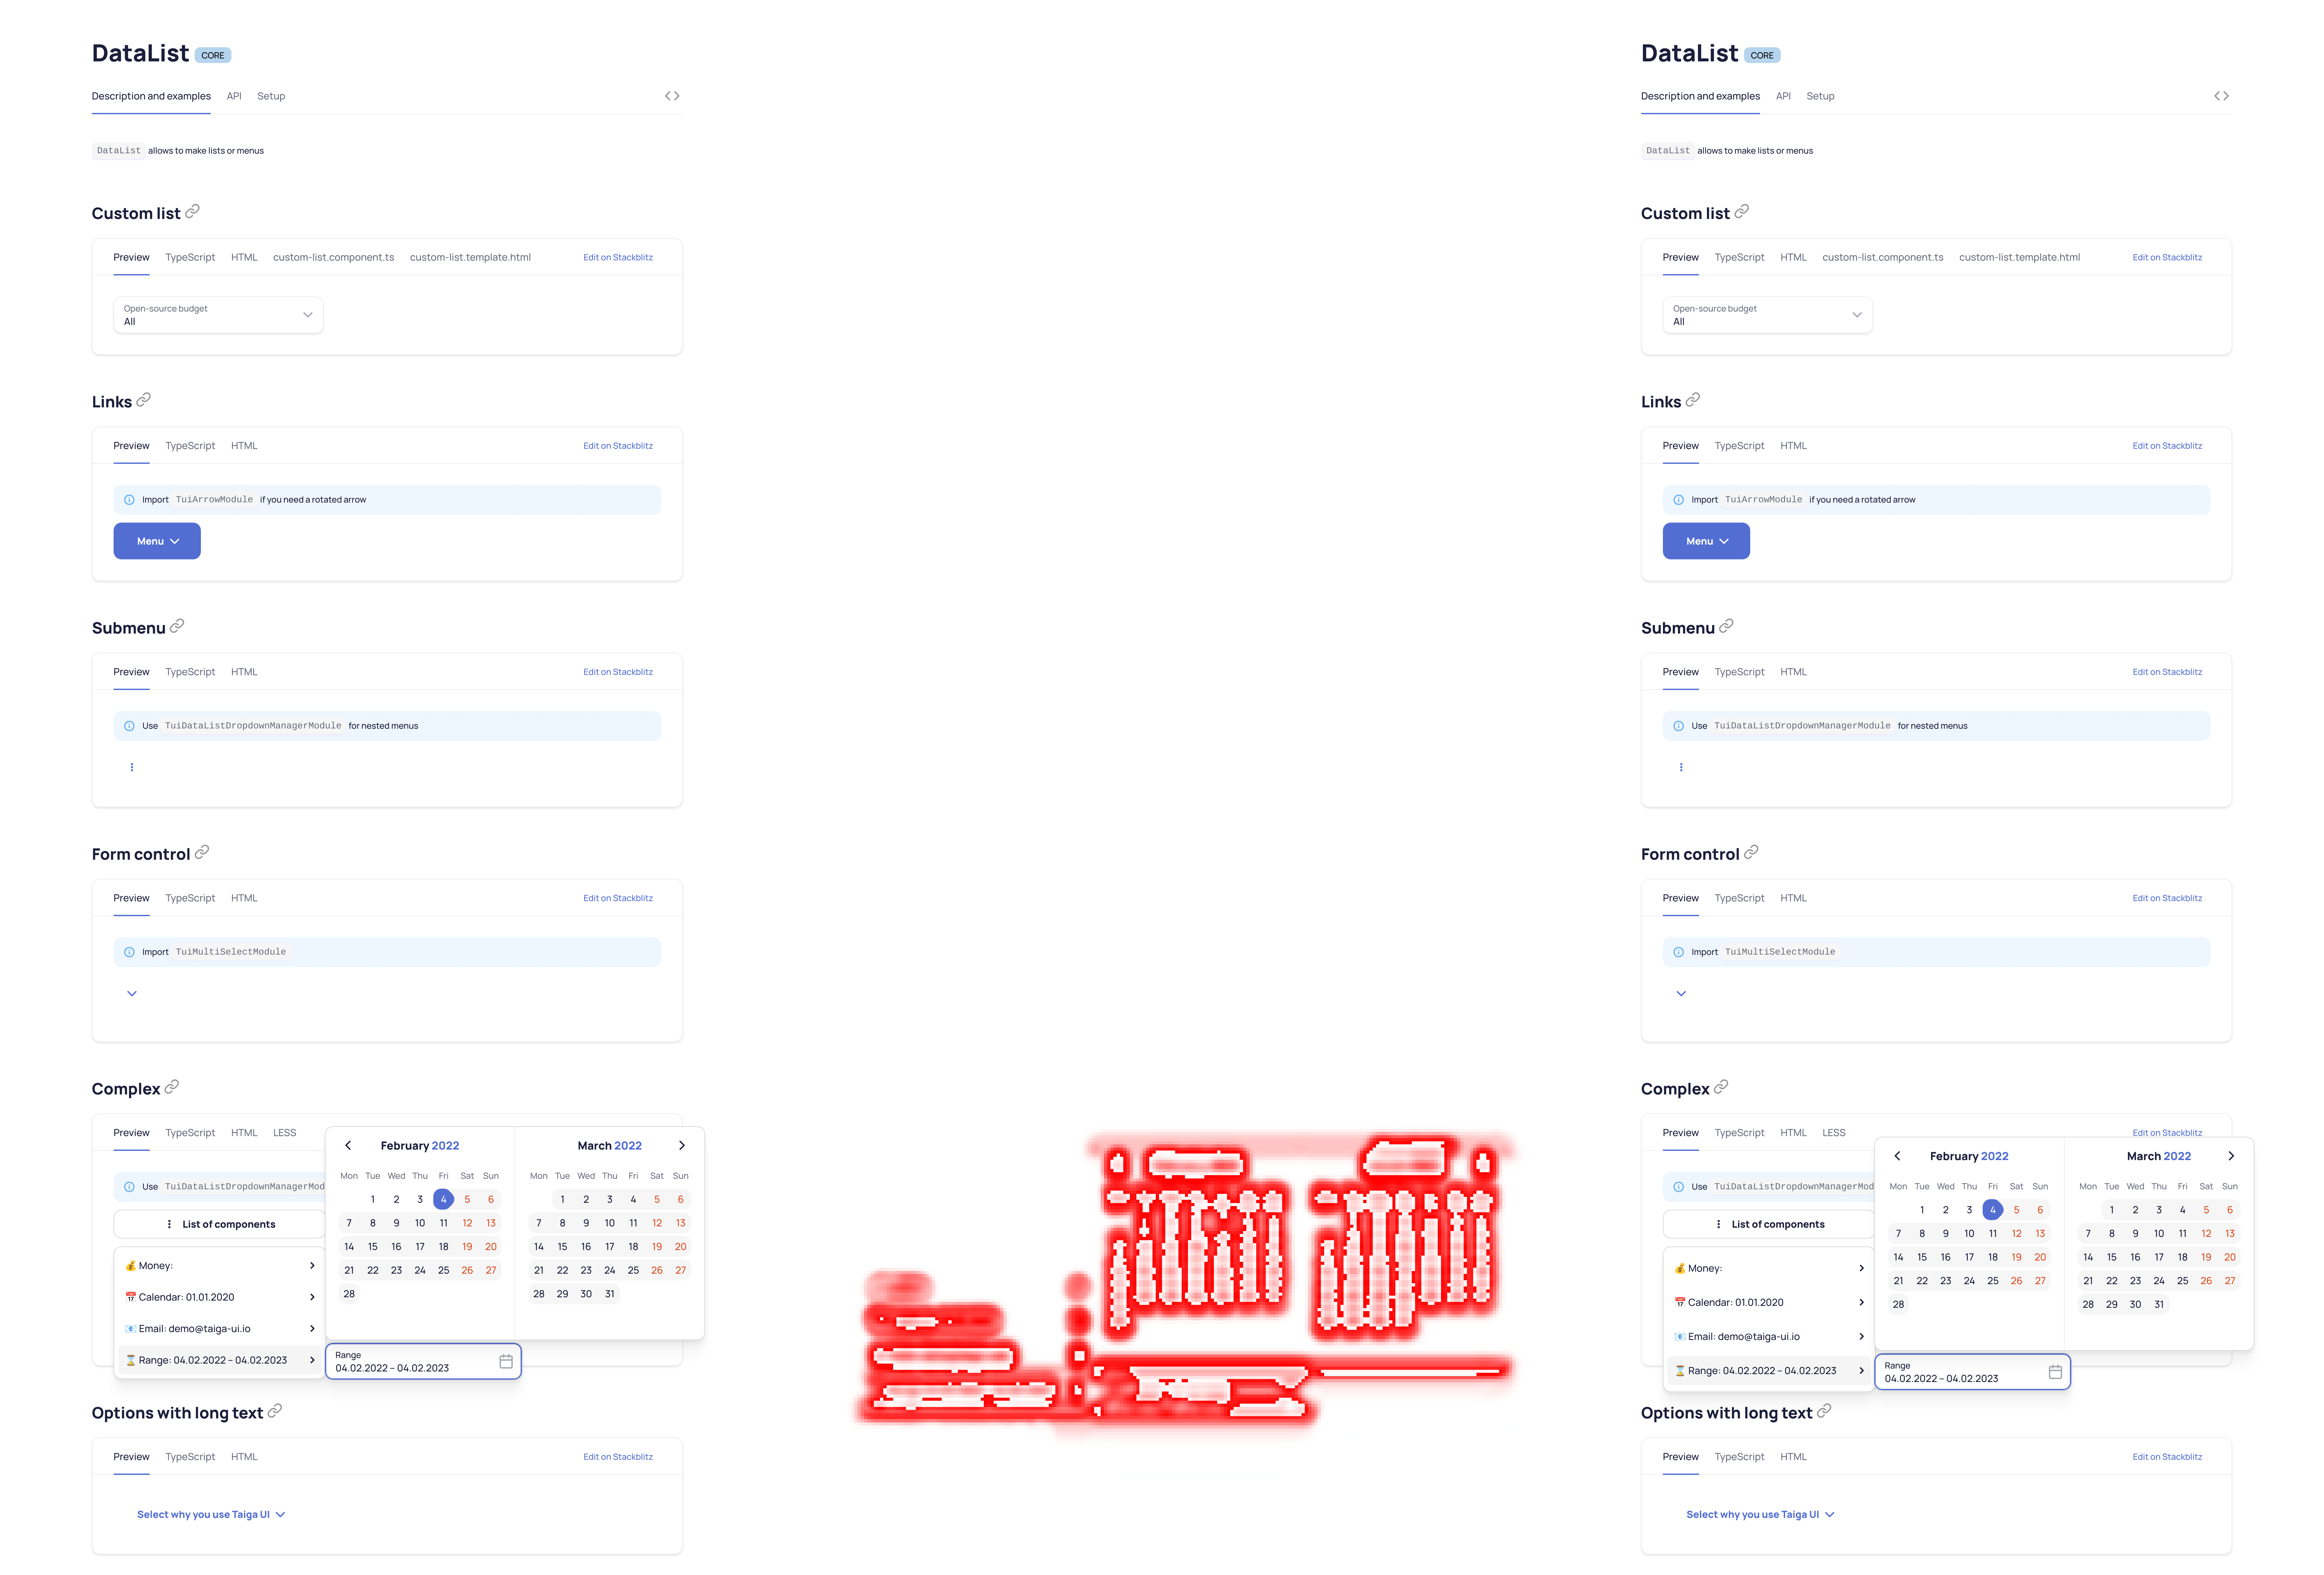 DataList CORE
Description and examples API Setup
DataList allows to make lists or menus
Custom list
Preview TypeScript HTML custom-list.component.ts custom-list.template.html Edit on Stackblitz
Open-source budget
All
Links
Preview TypeScript HTML Edit on Stackblitz
Import TuiArrowModule if you need a rotated arrow
Menu
Submenu
Preview TypeScript HTML Edit on Stackblitz
Use TuiDataListDropdownManagerModule for nested menus
Form control
Preview TypeScript HTML Edit on Stackblitz
Import TuiMultiSelectModule
Complex
Preview TypeScript HTML LESS
Use TuiDataListDropdownManagerMod
List of components
💰 Money:
📅 Calendar: 01.01.2020
📧 Email: demo@taiga-ui.io
⌛ Range: 04.02.2022 – 04.02.2023
February 2022 March 2022
Mon Tue Wed Thu Fri Sat Sun Mon Tue Wed Thu Fri Sat Sun
1 2 3 4 5 6 1 2 3 4 5 6
7 8 9 10 11 12 13 7 8 9 10 11 12 13
14 15 16 17 18 19 20 14 15 16 17 18 19 20
21 22 23 24 25 26 27 21 22 23 24 25 26 27
28 28 29 30 31
Range
04.02.2022 – 04.02.2023
Options with long text
Preview TypeScript HTML Edit on Stackblitz
Select why you use Taiga UI
DataList CORE
Description and examples API Setup
DataList allows to make lists or menus
Custom list
Preview TypeScript HTML custom-list.component.ts custom-list.template.html Edit on Stackblitz
Open-source budget
All
Links
Preview TypeScript HTML Edit on Stackblitz
Import TuiArrowModule if you need a rotated arrow
Menu
Submenu
Preview TypeScript HTML Edit on Stackblitz
Use TuiDataListDropdownManagerModule for nested menus
Form control
Preview TypeScript HTML Edit on Stackblitz
Import TuiMultiSelectModule
Complex
Preview TypeScript HTML LESS Edit on Stackblitz
Use TuiDataListDropdownManagerMod
List of components
💰 Money:
📅 Calendar: 01.01.2020
📧 Email: demo@taiga-ui.io
⌛ Range: 04.02.2022 – 04.02.2023
February 2022 March 2022
Mon Tue Wed Thu Fri Sat Sun Mon Tue Wed Thu Fri Sat Sun
1 2 3 4 5 6 1 2 3 4 5 6
7 8 9 10 11 12 13 7 8 9 10 11 12 13
14 15 16 17 18 19 20 14 15 16 17 18 19 20
21 22 23 24 25 26 27 21 22 23 24 25 26 27
28 28 29 30 31
Range
04.02.2022 – 04.02.2023
Options with long text
Preview TypeScript HTML Edit on Stackblitz
Select why you use Taiga UI